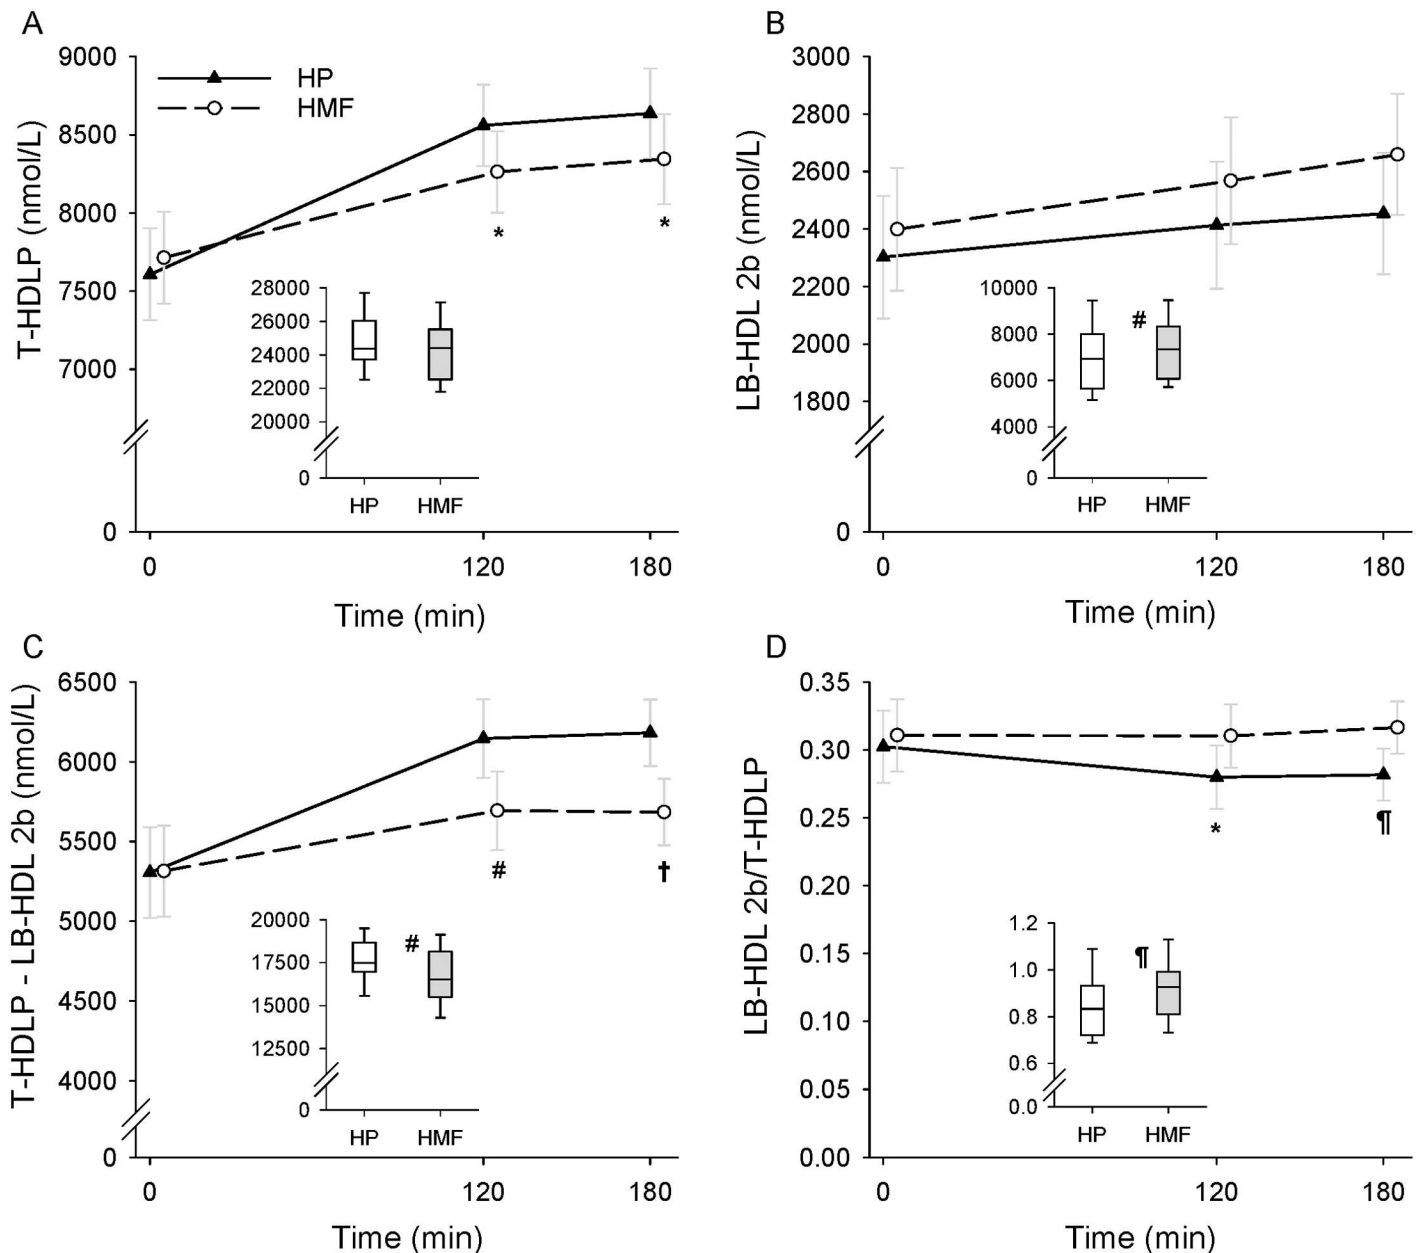 A
T-HDLP (nmol/L)
9000
8500
8000
7500
7000
0
HP
HMF
*
*
28000
26000
24000
22000
20000
0
HP HMF
0 120 180
Time (min)
B
LB-HDL 2b (nmol/L)
3000
2800
2600
2400
2200
2000
1800
0
10000
8000
6000
4000
0
#
HP HMF
0 120 180
Time (min)
C
T-HDLP - LB-HDL 2b (nmol/L)
6500
6000
5500
5000
4500
4000
0
# †
20000
17500
15000
12500
0
#
HP HMF
0 120 180
Time (min)
D
LB-HDL 2b/T-HDLP
0.35
0.30
0.25
0.20
0.15
0.10
0.05
0.00
* ¶
1.2
1.0
0.8
0.6
0.0
¶
HP HMF
0 120 180
Time (min)